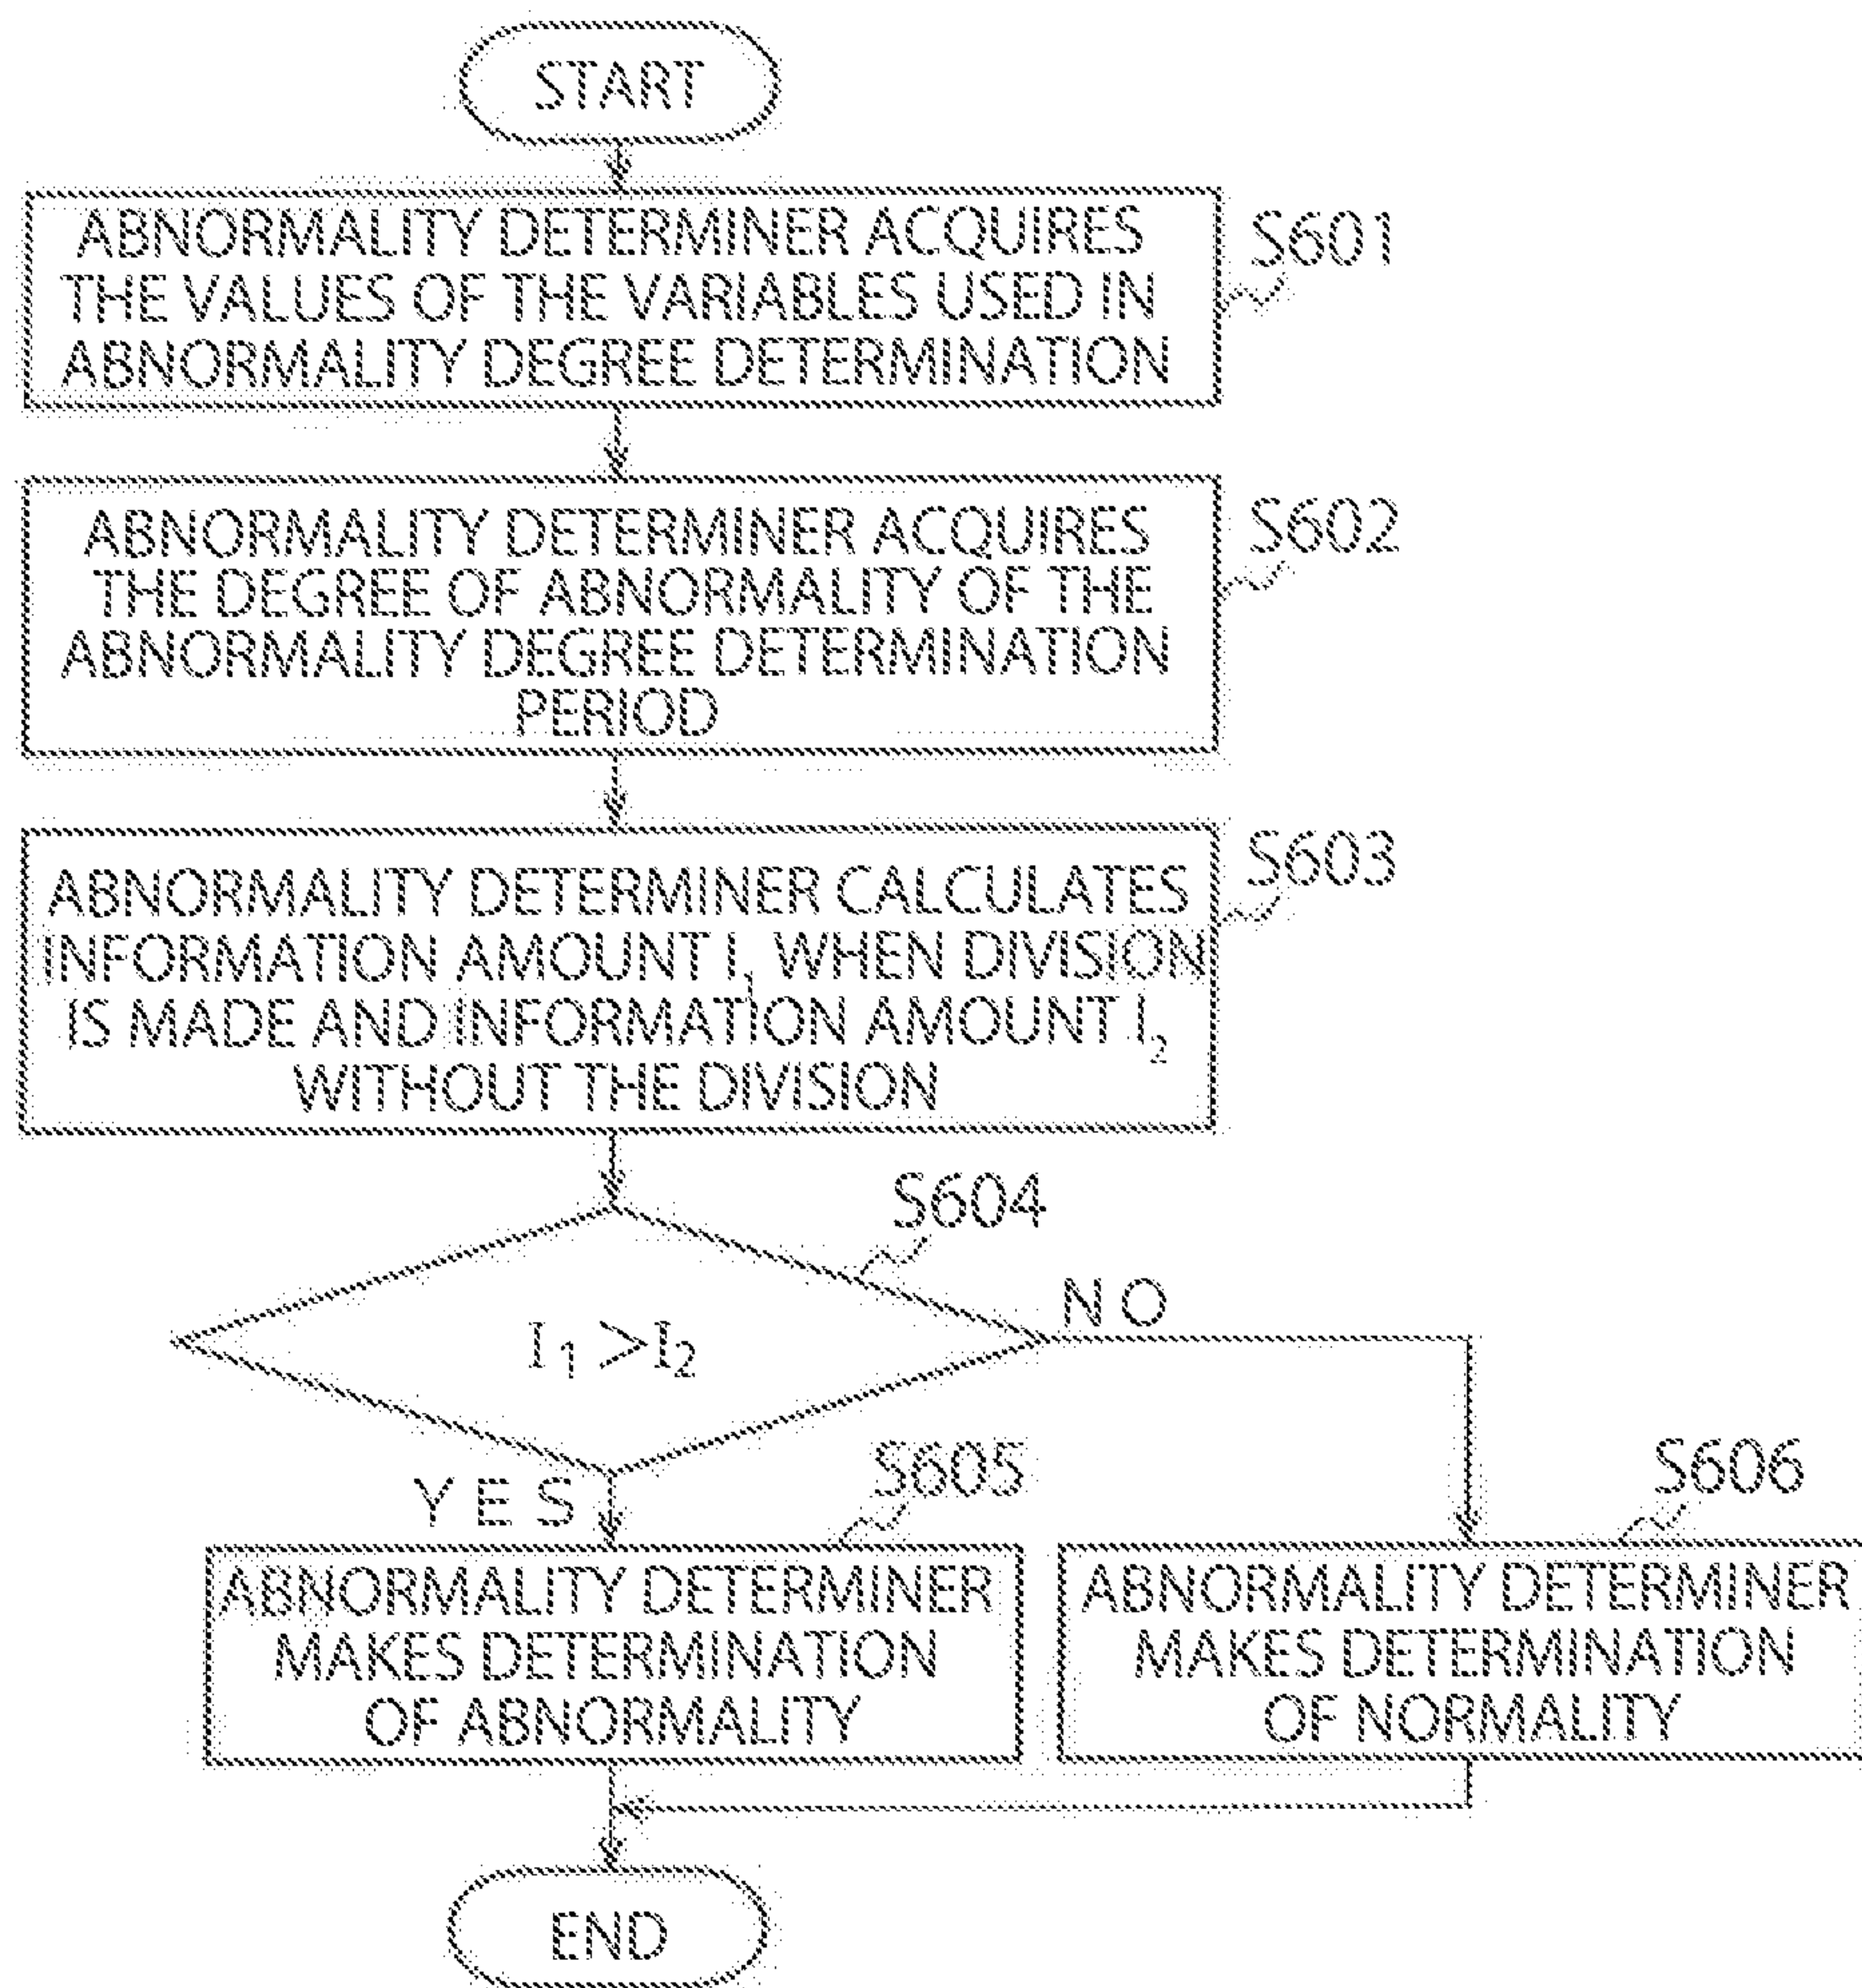 START
ABNORMALITY DETERMINER ACQUIRES
THE VALUES OF THE VARIABLES USED IN
ABNORMALITY DEGREE DETERMINATION
S601
ABNORMALITY DETERMINER ACQUIRES
THE DEGREE OF ABNORMALITY OF THE
ABNORMALITY DEGREE DETERMINATION
PERIOD
S602
ABNORMALITY DETERMINER CALCULATES
INFORMATION AMOUNT I₁ WHEN DIVISION
IS MADE AND INFORMATION AMOUNT I₂
WITHOUT THE DIVISION
S603
S604
I₁ >I₂
NO
YES
S605
ABNORMALITY DETERMINER
MAKES DETERMINATION
OF ABNORMALITY
S606
ABNORMALITY DETERMINER
MAKES DETERMINATION
OF NORMALITY
END